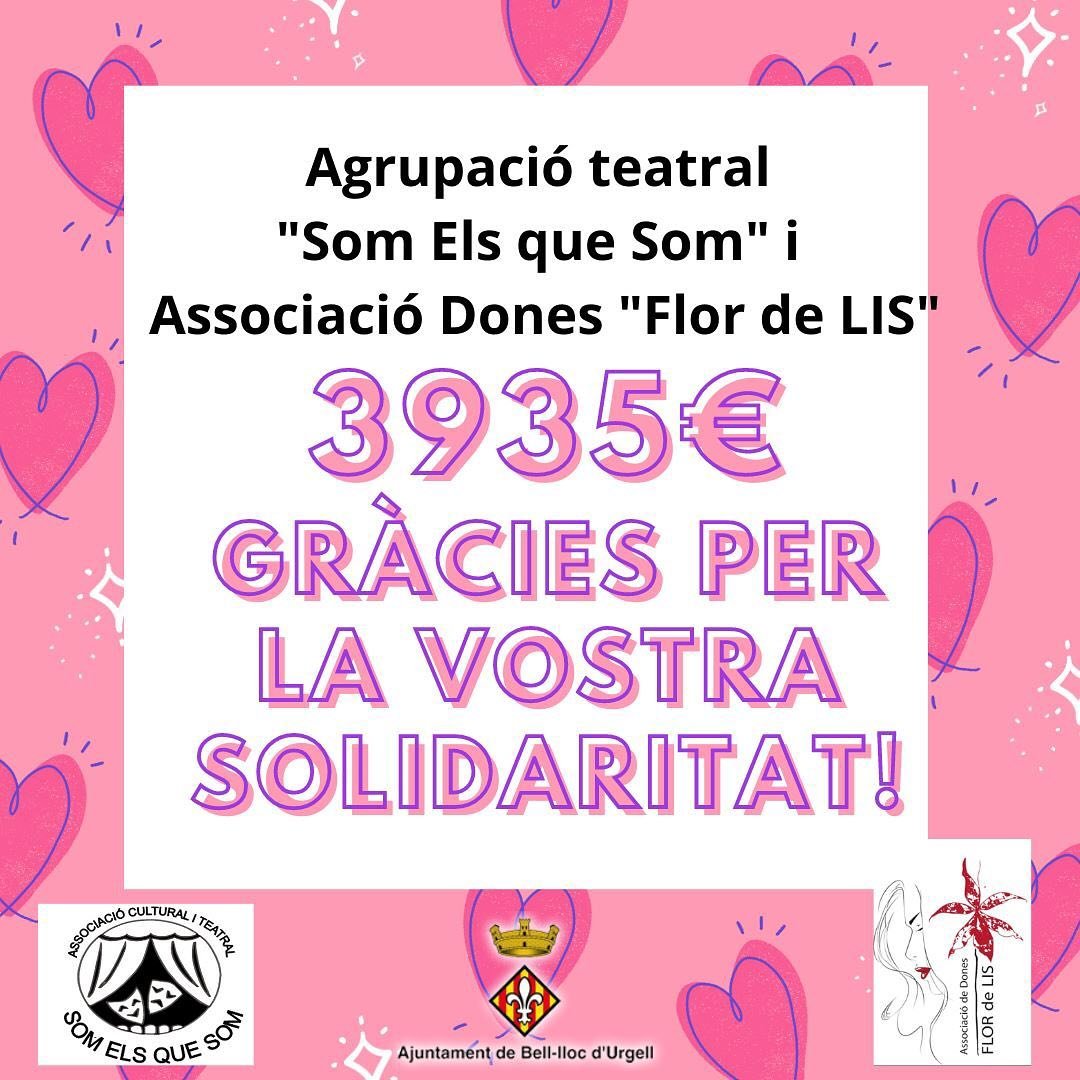 Agrupació teatral
"Som Els que Som" i
Associació Dones "Flor de LIS"
3935€
GRÀCIES PER
LA VOSTRA
SOLIDARITAT!
ASSOCIACIÓ CULTURAL I TEATRAL
SOM ELS QUE SOM
Ajuntament de Bell-lloc d'Urgell
Associació de Dones
FLOR de LIS